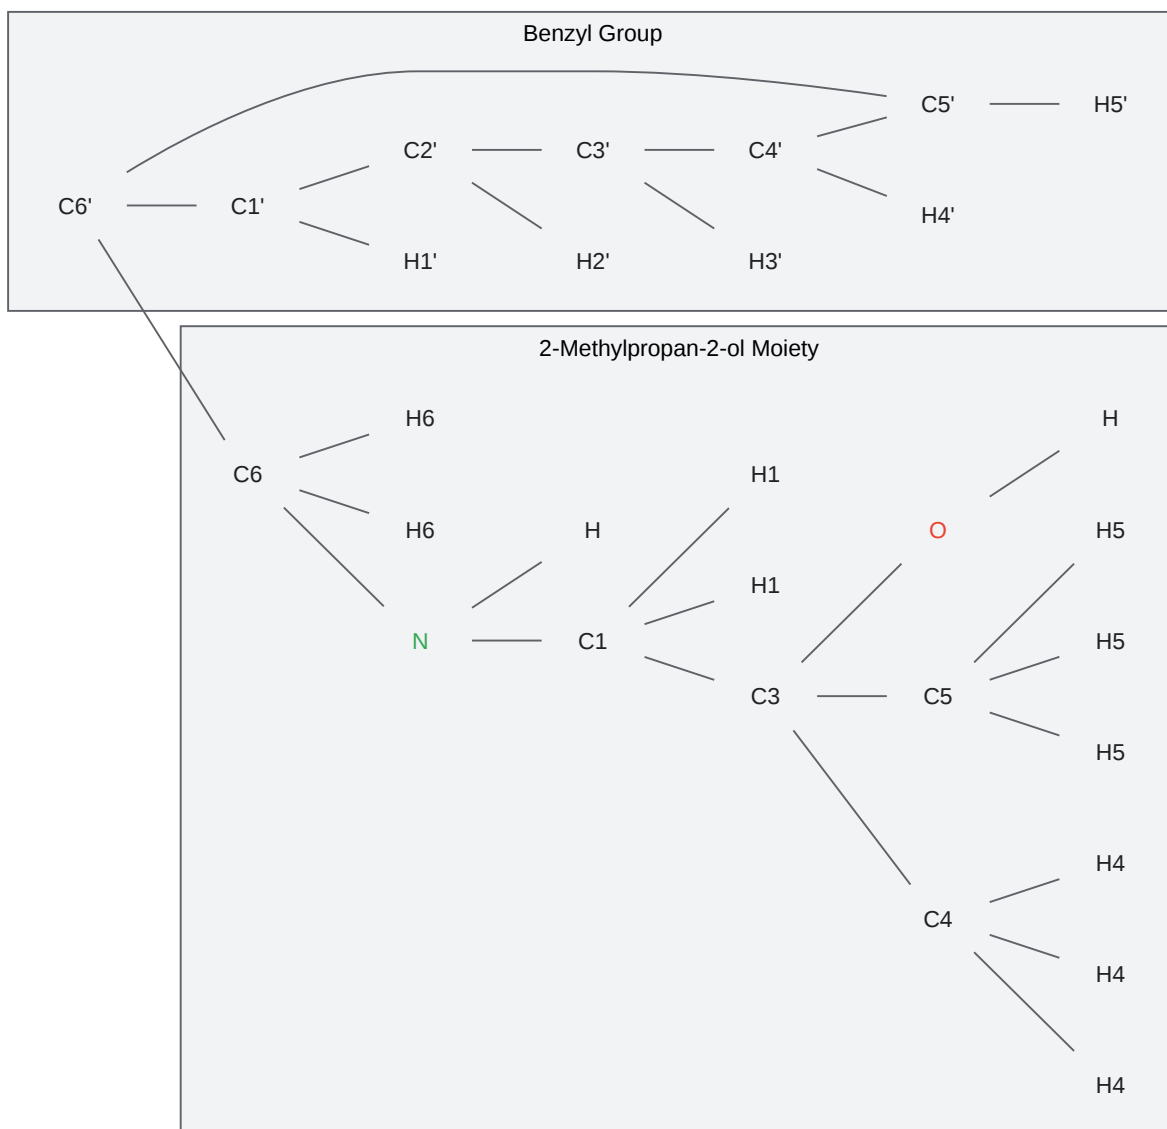 Benzyl Group
C5' H5'
C2' C3' C4'
C6' C1' H4'
H1' H2' H3'
2-Methylpropan-2-ol Moiety
H6 H
C6 H1
H6 H O H5
H1
N C1 H5
C3 C5
H5
H4
C4
H4
H4